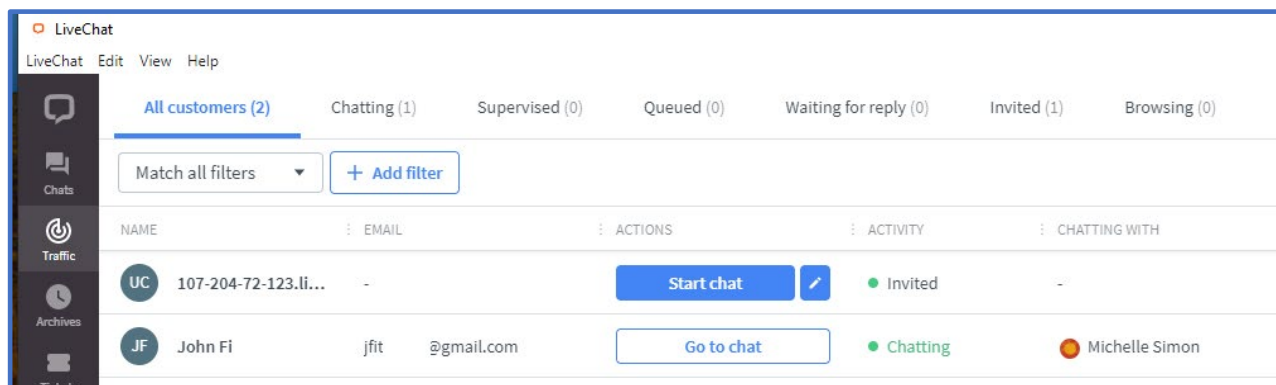 LiveChat
LiveChat Edit View Help
All customers (2) Chatting (1) Supervised (0) Queued (0) Waiting for reply (0) Invited (1) Browsing (0)
Match all filters + Add filter
Chats
NAME EMAIL ACTIONS ACTIVITY CHATTING WITH
Traffic
UC 107-204-72-123.li... - Start chat Invited -
Archives
JF John Fi jfit @gmail.com Go to chat Chatting Michelle Simon